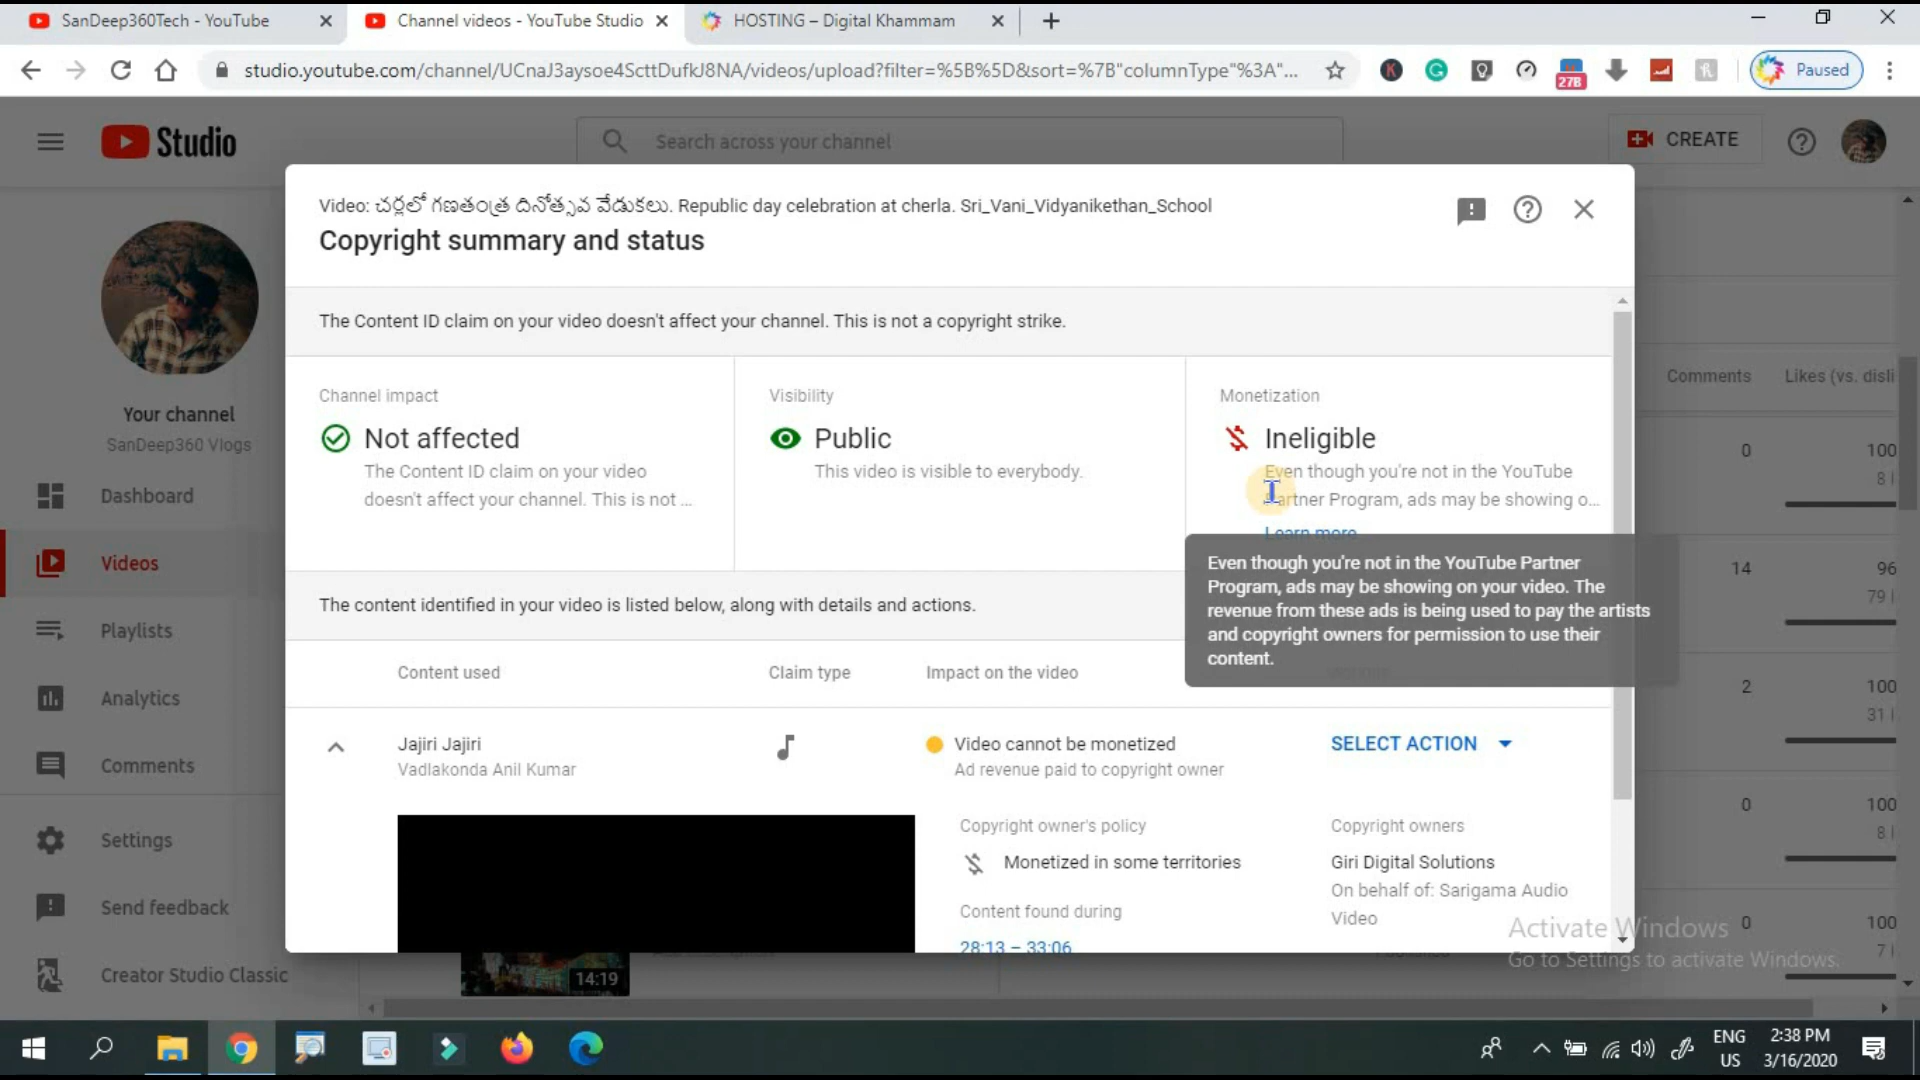 SanDeep360Tech - YouTube
Channel videos - YouTube Studio
HOSTING – Digital Khammam
studio.youtube.com/channel/UCnaJ3aysoe4ScttDufkJ8NA/videos/upload?filter=%5B%5D&sort=%7B"columnType"%3A"...
27B
Paused
Studio
Search across your channel
CREATE
Video: చర్లలో గణతంత్ర దినోత్సవ వేడుకలు. Republic day celebration at cherla. Sri_Vani_Vidyanikethan_School
Copyright summary and status
The Content ID claim on your video doesn't affect your channel. This is not a copyright strike.
Channel impact
Not affected
The Content ID claim on your video
doesn't affect your channel. This is not ...
Visibility
Public
This video is visible to everybody.
Monetization
Ineligible
Even though you're not in the YouTube
Partner Program, ads may be showing o...
Learn more
Even though you're not in the YouTube Partner
Program, ads may be showing on your video. The
revenue from these ads is being used to pay the artists
and copyright owners for permission to use their
content.
The content identified in your video is listed below, along with details and actions.
Content used
Claim type
Impact on the video
Jajiri Jajiri
Vadlakonda Anil Kumar
Video cannot be monetized
Ad revenue paid to copyright owner
SELECT ACTION
Copyright owner's policy
Monetized in some territories
Content found during
28:13 – 33:06
Copyright owners
Giri Digital Solutions
On behalf of: Sarigama Audio
Video
Your channel
SanDeep360 Vlogs
Dashboard
Videos
Playlists
Analytics
Comments
Settings
Send feedback
Creator Studio Classic
Comments
Likes (vs. disli
0
100
8 l
14
96
79 l
2
100
31 l
0
100
8 l
0
100
7 l
14:19
Activate Windows
Go to Settings to activate Windows.
ENG
US
2:38 PM
3/16/2020